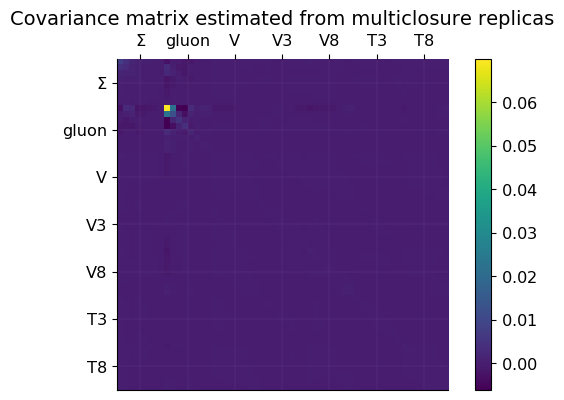 Covariance matrix estimated from multiclosure replicas
Σ gluon V V3 V8 T3 T8
Σ
gluon
V
V3
V8
T3
T8
0.06
0.05
0.04
0.03
0.02
0.01
0.00